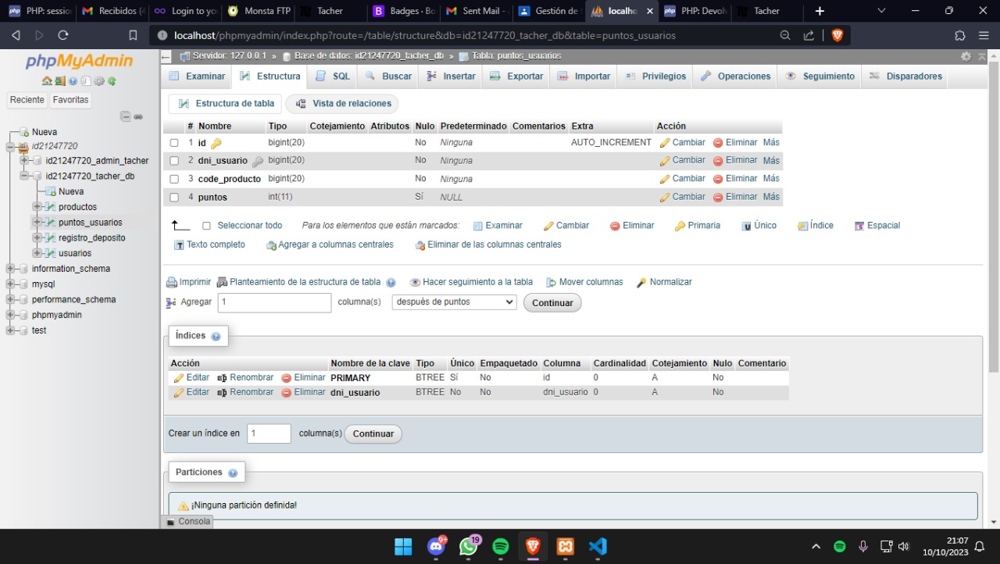 PHP: session
Recibidos (4
Login to yo
Monsta FTP
Tacher
Badges · Bo
Sent Mail -
Gestión de
localho
PHP: Devolv
Tacher
localhost/phpmyadmin/index.php?route=/table/structure&db=id21247720_tacher_db&table=puntos_usuarios
phpMyAdmin
Reciente Favoritas
Nueva
id21247720
id21247720_admin_tacher
id21247720_tacher_db
Nueva
productos
puntos_usuarios
registro_deposito
usuarios
information_schema
mysql
performance_schema
phpmyadmin
test
Servidor: 127.0.0.1 » Base de datos: id21247720_tacher_db » Tabla: puntos_usuarios
Examinar Estructura SQL Buscar Insertar Exportar Importar Privilegios Operaciones Seguimiento Disparadores
Estructura de tabla Vista de relaciones
# Nombre Tipo Cotejamiento Atributos Nulo Predeterminado Comentarios Extra Acción
1 id bigint(20) No Ninguna AUTO_INCREMENT Cambiar Eliminar Más
2 dni_usuario bigint(20) No Ninguna Cambiar Eliminar Más
3 code_producto bigint(20) No Ninguna Cambiar Eliminar Más
4 puntos int(11) Sí NULL Cambiar Eliminar Más
Seleccionar todo Para los elementos que están marcados: Examinar Cambiar Eliminar Primaria Único Índice Espacial
Texto completo Agregar a columnas centrales Eliminar de las columnas centrales
Imprimir Planteamiento de la estructura de tabla Hacer seguimiento a la tabla Mover columnas Normalizar
Agregar 1 columna(s) después de puntos Continuar
Índices
Acción Nombre de la clave Tipo Único Empaquetado Columna Cardinalidad Cotejamiento Nulo Comentario
Editar Renombrar Eliminar PRIMARY BTREE Sí No id 0 A No
Editar Renombrar Eliminar dni_usuario BTREE No No dni_usuario 0 A No
Crear un índice en 1 columna(s) Continuar
Particiones
¡Ninguna partición definida!
Consola
9+
19
21:07
10/10/2023